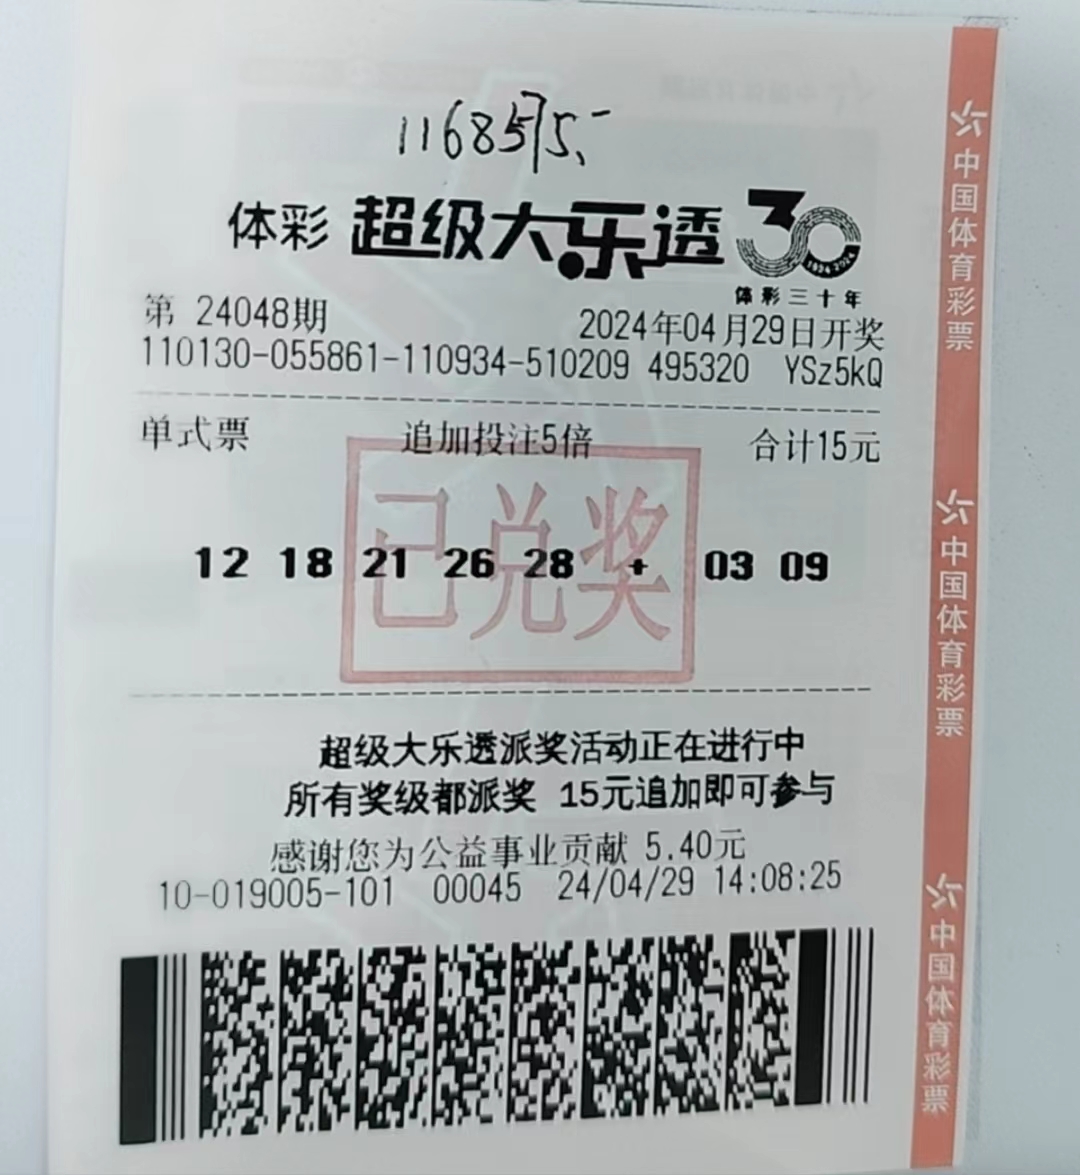 1168575.-
体彩 超级大乐透 30
1994 2024
体彩三十年
第 24048期
2024年04月29日开奖
110130-055861-110934-510209 495320 YSz5kQ
单式票 追加投注5倍 合计15元
已兑奖
12 18 21 26 28 + 03 09
超级大乐透派奖活动正在进行中
所有奖级都派奖 15元追加即可参与
感谢您为公益事业贡献 5.40元
10-019005-101 00045 24/04/29 14:08:25
中国体育彩票
中国体育彩票
中国体育彩票